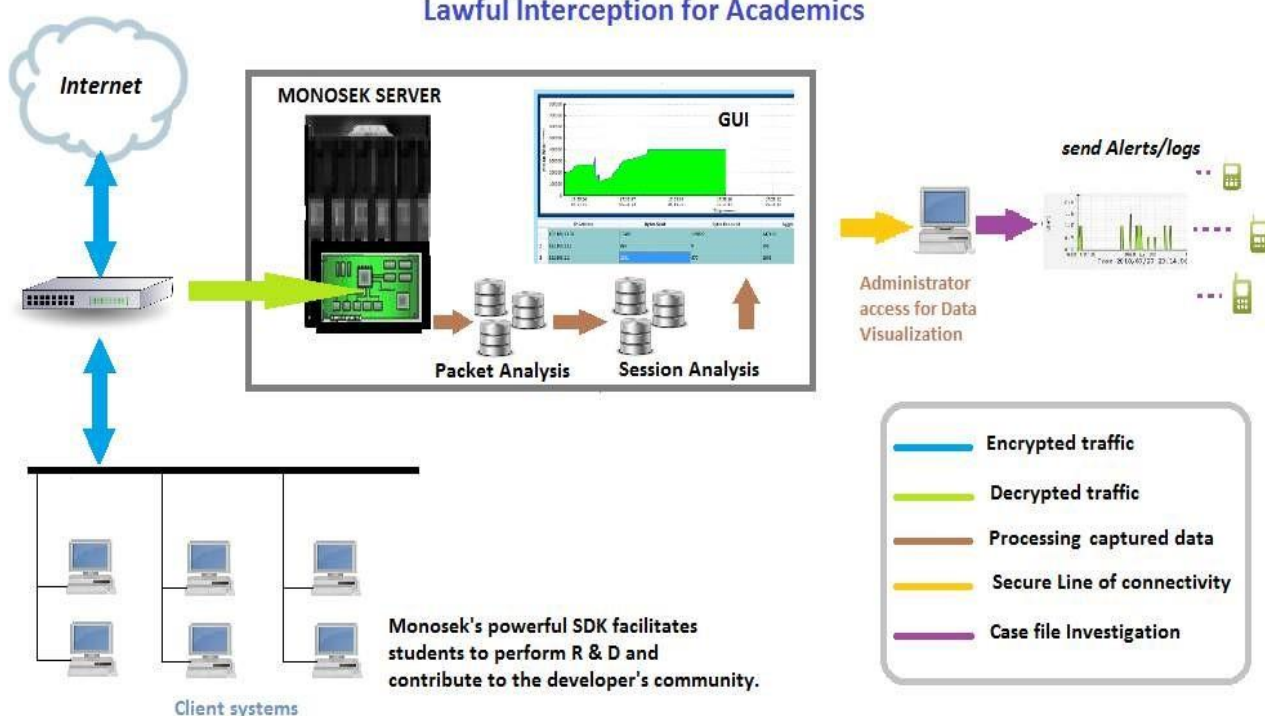 Lawful Interception for Academics
Internet
MONOSEK SERVER
GUI
send Alerts/logs
Packet Analysis
Session Analysis
Administrator
access for Data
Visualization
Encrypted traffic
Decrypted traffic
Processing captured data
Secure Line of connectivity
Case file Investigation
Monosek's powerful SDK facilitates
students to perform R & D and
contribute to the developer's community.
Client systems